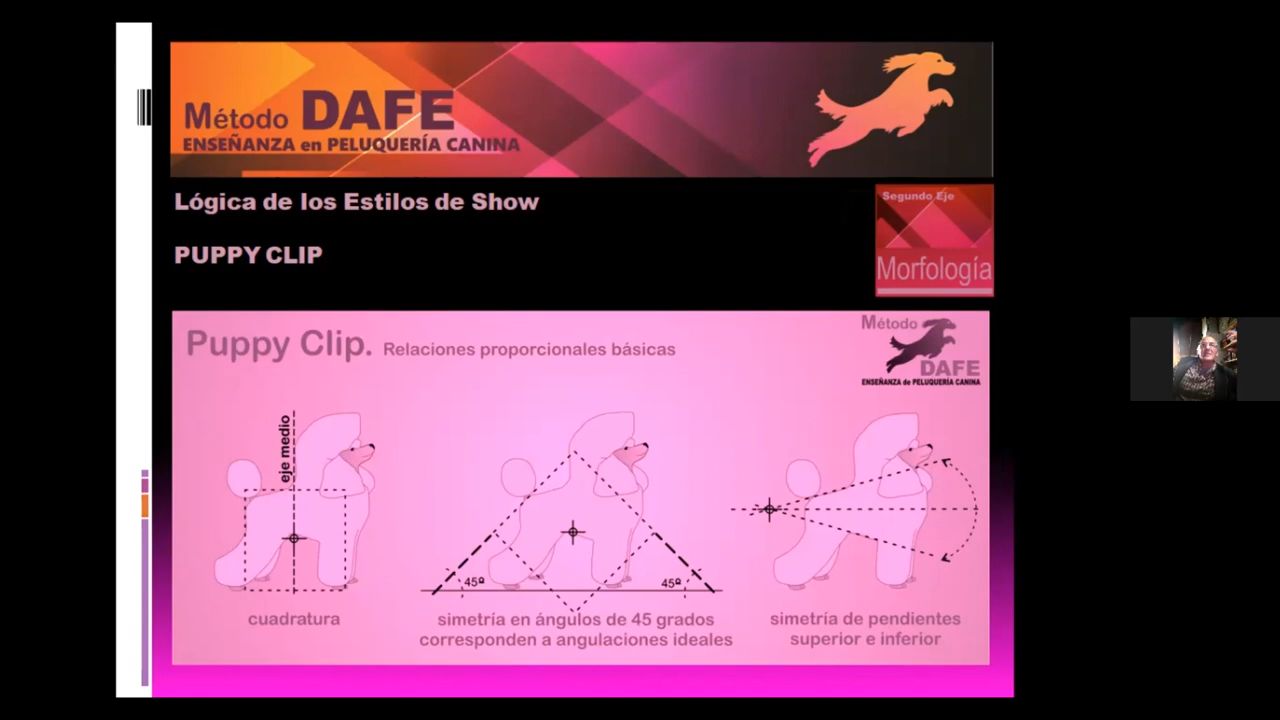 Método DAFE
ENSEÑANZA en PELUQUERÍA CANINA
Lógica de los Estilos de Show
Segundo Eje
PUPPY CLIP
Morfología
Puppy Clip. Relaciones proporcionales básicas
Método
DAFE
ENSEÑANZA de PELUQUERÍA CANINA
eje medio
45º
45º
cuadratura
simetría en ángulos de 45 grados
corresponden a angulaciones ideales
simetría de pendientes
superior e inferior